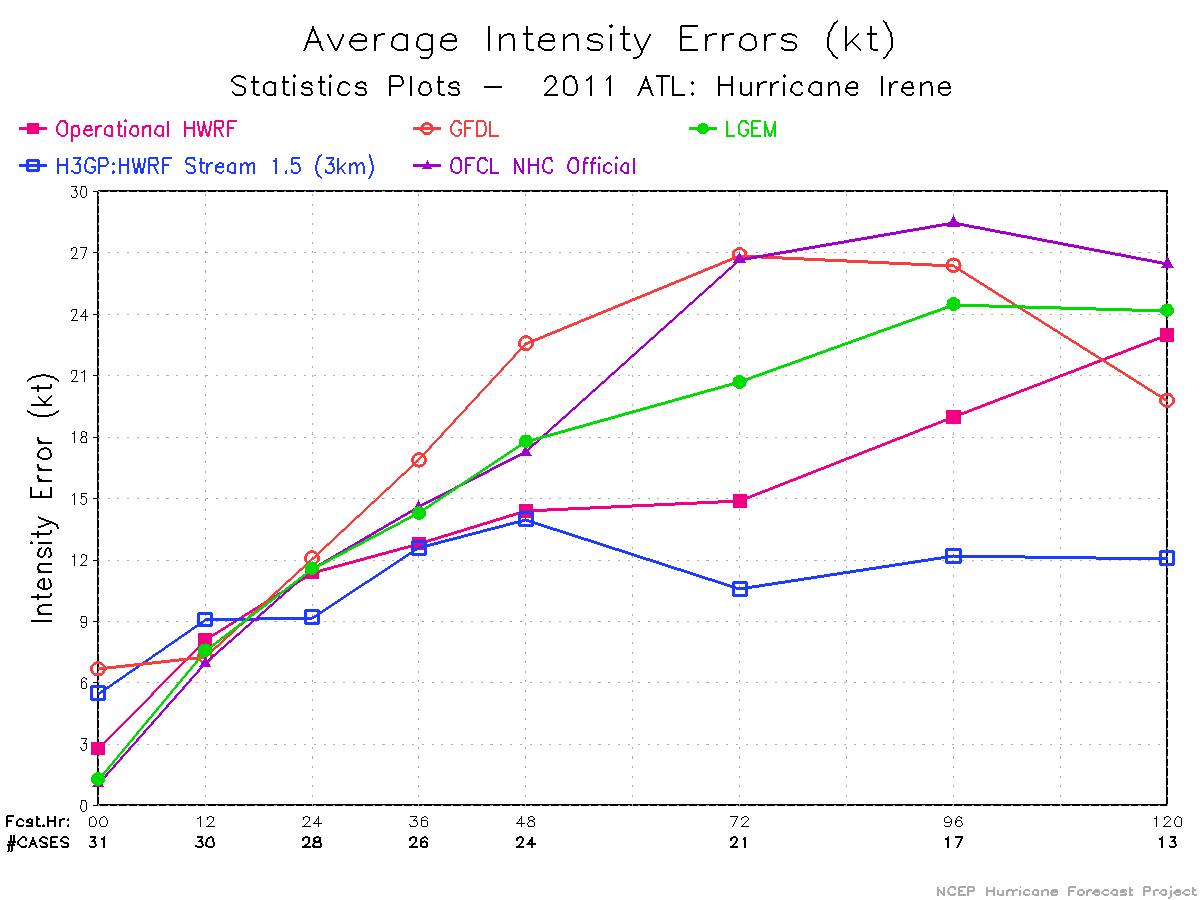 Average Intensity Errors (kt)
Statistics Plots – 2011 ATL: Hurricane Irene
Operational HWRF GFDL LGEM
H3GP:HWRF Stream 1.5 (3km) OFCL NHC Official
Intensity Error (kt)
30
27
24
21
18
15
12
9
6
3
0
Fcst.Hr: 00 12 24 36 48 72 96 120
#CASES 31 30 28 26 24 21 17 13
NCEP Hurricane Forecast Project